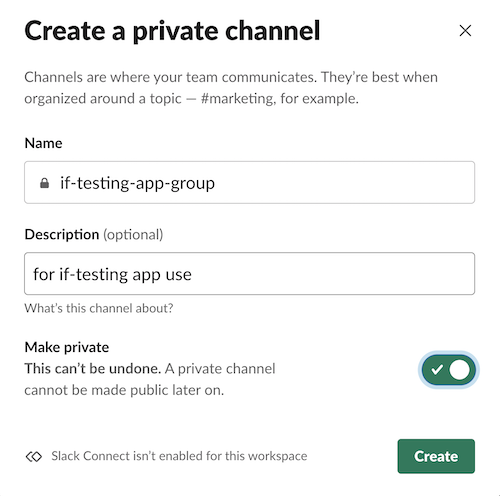 Create a private channel
Channels are where your team communicates. They’re best when
organized around a topic — #marketing, for example.
Name
if-testing-app-group
Description (optional)
for if-testing app use
What’s this channel about?
Make private
This can’t be undone. A private channel
cannot be made public later on.
Slack Connect isn’t enabled for this workspace
Create